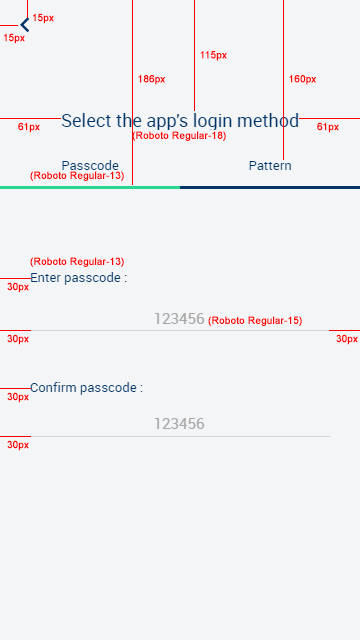 15px
15px
115px
186px
160px
61px
Select the app's login method
61px
(Roboto Regular-18)
Passcode
Pattern
(Roboto Regular-13)
(Roboto Regular-13)
Enter passcode :
30px
123456
(Roboto Regular-15)
30px
30px
Confirm passcode :
30px
123456
30px